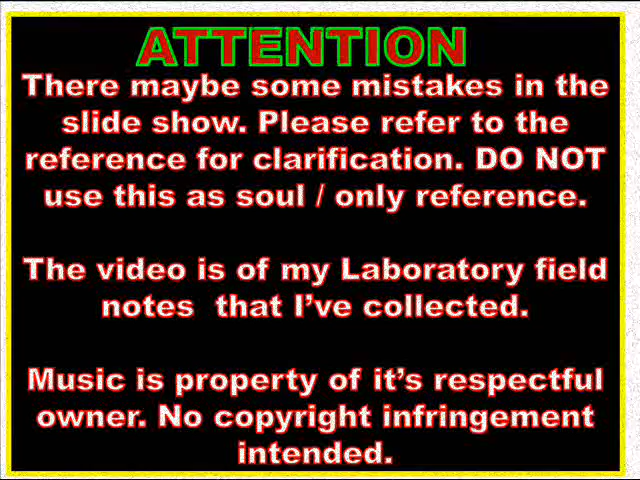 ATTENTION
There maybe some mistakes in the
slide show. Please refer to the
reference for clarification. DO NOT
use this as soul / only reference.
The video is of my Laboratory field
notes that I've collected.
Music is property of it's respectful
owner. No copyright infringement
intended.